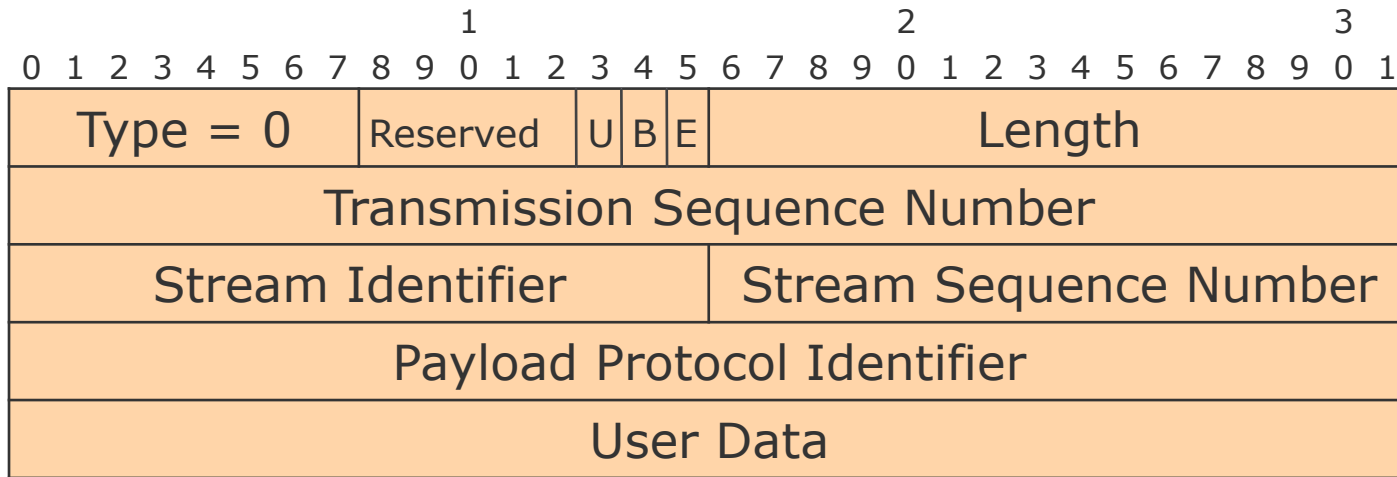 1 2 3
0 1 2 3 4 5 6 7 8 9 0 1 2 3 4 5 6 7 8 9 0 1 2 3 4 5 6 7 8 9 0 1
Type = 0 Reserved U B E Length
Transmission Sequence Number
Stream Identifier Stream Sequence Number
Payload Protocol Identifier
User Data